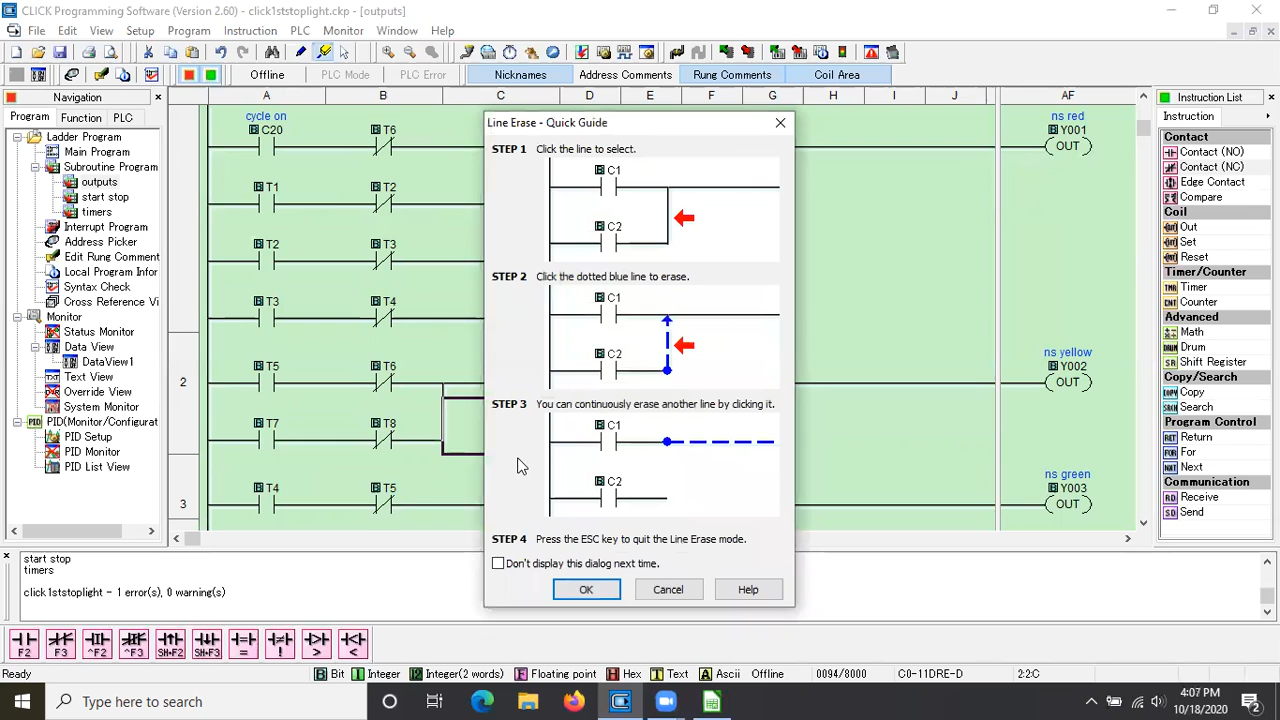 CLICK Programming Software (Version 2.60) - click1ststoplight.ckp - [outputs]
File Edit View Setup Program Instruction PLC Monitor Window Help
Offline PLC Mode PLC Error Nicknames Address Comments Rung Comments Coil Area
Navigation
Program Function PLC
Ladder Program
Main Program
Subroutine Program
outputs
start stop
timers
Interrupt Program
Address Picker
Edit Rung Comment
Local Program Infor
Syntax Check
Cross Reference Vi
Monitor
Status Monitor
Data View
DataView1
Text View
Override View
System Monitor
PID(Monitor/Configurat
PID Setup
PID Monitor
PID List View
A B C D E F G H I J AF
cycle on
B C20
B T6
ns red
B Y001
OUT
B T1
B T2
B T2
B T3
B T3
B T4
2
B T5
B T6
ns yellow
B Y002
OUT
B T7
B T8
3
B T4
B T5
ns green
B Y003
OUT
Line Erase - Quick Guide
STEP 1 Click the line to select.
B C1
B C2
STEP 2 Click the dotted blue line to erase.
B C1
B C2
STEP 3 You can continuously erase another line by clicking it.
B C1
B C2
STEP 4 Press the ESC key to quit the Line Erase mode.
Don't display this dialog next time.
OK Cancel Help
Instruction List
Instruction
Contact
Contact (NO)
Contact (NC)
Edge Contact
Compare
Coil
Out
Set
Reset
Timer/Counter
TMR Timer
Counter
Advanced
Math
DRUM Drum
Shift Register
Copy/Search
Copy
Search
Program Control
RET Return
FOR For
NXT Next
Communication
RD Receive
SD Send
start stop
timers
click1ststoplight - 1 error(s), 0 warning(s)
F2 F3 ^F2 ^F3 SH+F2 SH+F3 = ! > <
Ready B Bit I Integer I2 Integer(2 words) F Floating point H Hex T Text A Ascii Offline 0094/8000 C0-11DRE-D 2:2C
Type here to search
4:07 PM
10/18/2020
2